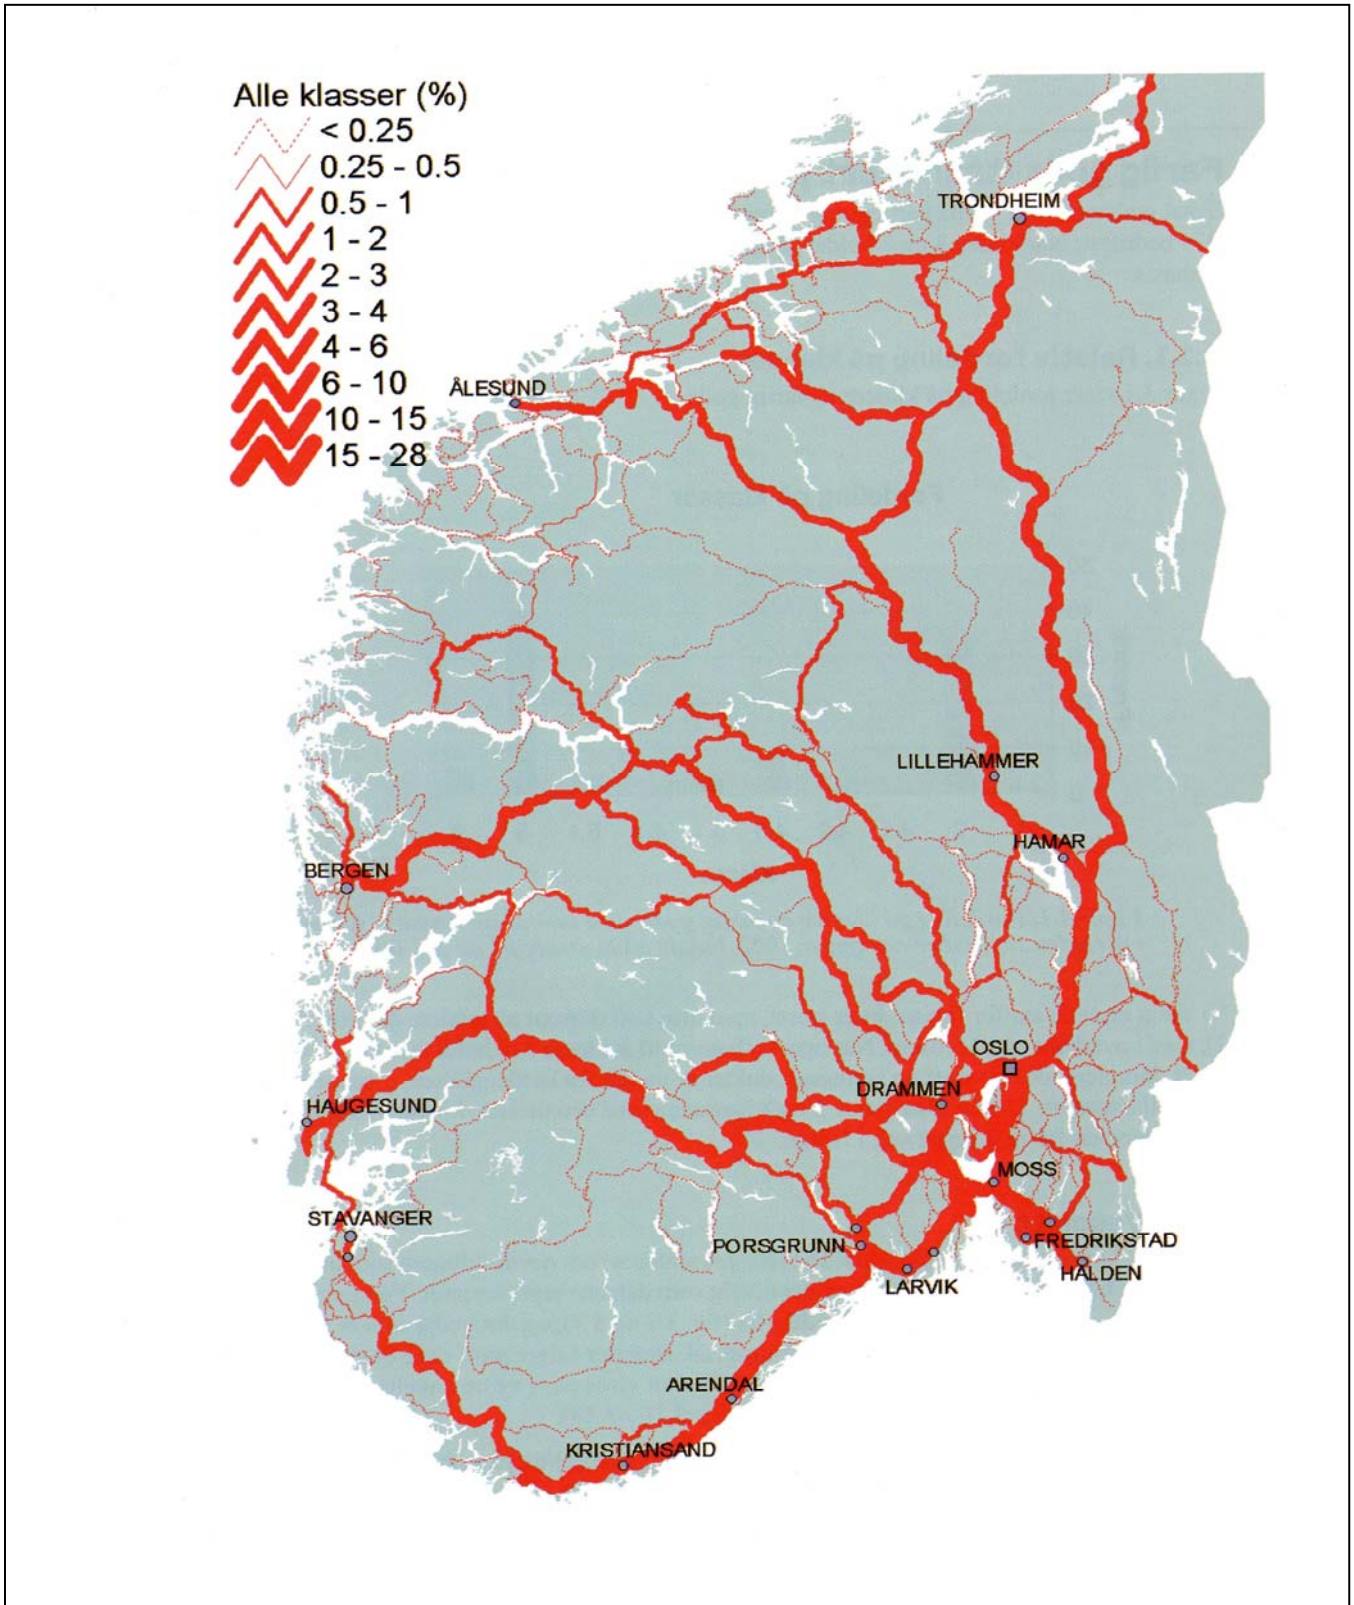 Alle klasser (%)
< 0.25
0.25 - 0.5
0.5 - 1
1 - 2
2 - 3
3 - 4
4 - 6
6 - 10
10 - 15
15 - 28
TRONDHEIM
ÅLESUND
LILLEHAMMER
HAMAR
BERGEN
OSLO
DRAMMEN
HAUGESUND
MOSS
STAVANGER
PORSGRUNN
FREDRIKSTAD
HALDEN
LARVIK
ARENDAL
KRISTIANSAND